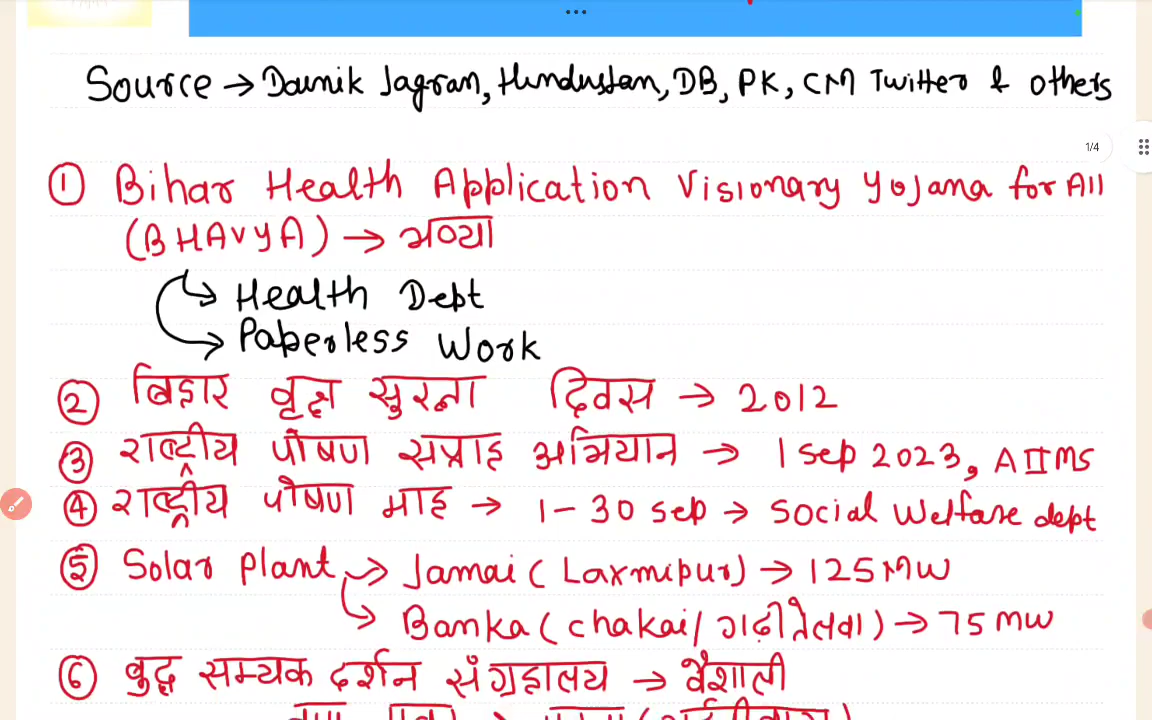 Source → Dainik Jagran, Hindustan, DB, PK, CM Twitter & others
1/4
① Bihar Health Application Visionary Yojana for All
(BHAVYA) → भव्या
↳ Health Dept
→ Paperless Work
② बिहार वृक्ष सुरक्षा दिवस → 2012
③ राष्ट्रीय पोषण सप्ताह अभियान → 1 Sep 2023, AIIMS
④ राष्ट्रीय पोषण माह → 1-30 sep → Social Welfare dept
⑤ Solar Plant → Jamai (Laxmipur) → 125 MW
↳ Banka (chakai/ गढ़ी नेलवा) → 75 MW
⑥ बुद्ध सम्यक दर्शन संग्रहालय → वैशाली